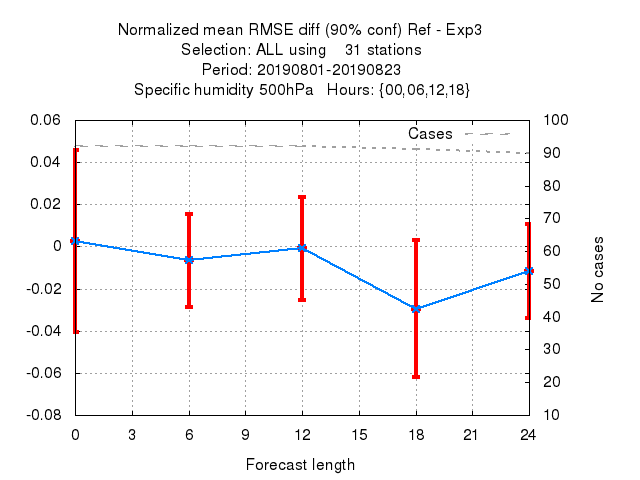 Normalized mean RMSE diff (90% conf) Ref - Exp3
Selection: ALL using    31 stations
Period: 20190801-20190823
Specific humidity 500hPa   Hours: {00,06,12,18}
Cases
0.06
0.04
0.02
0
-0.02
-0.04
-0.06
-0.08
100
90
80
70
60
50
40
30
20
10
No cases
0 3 6 9 12 15 18 21 24
Forecast length